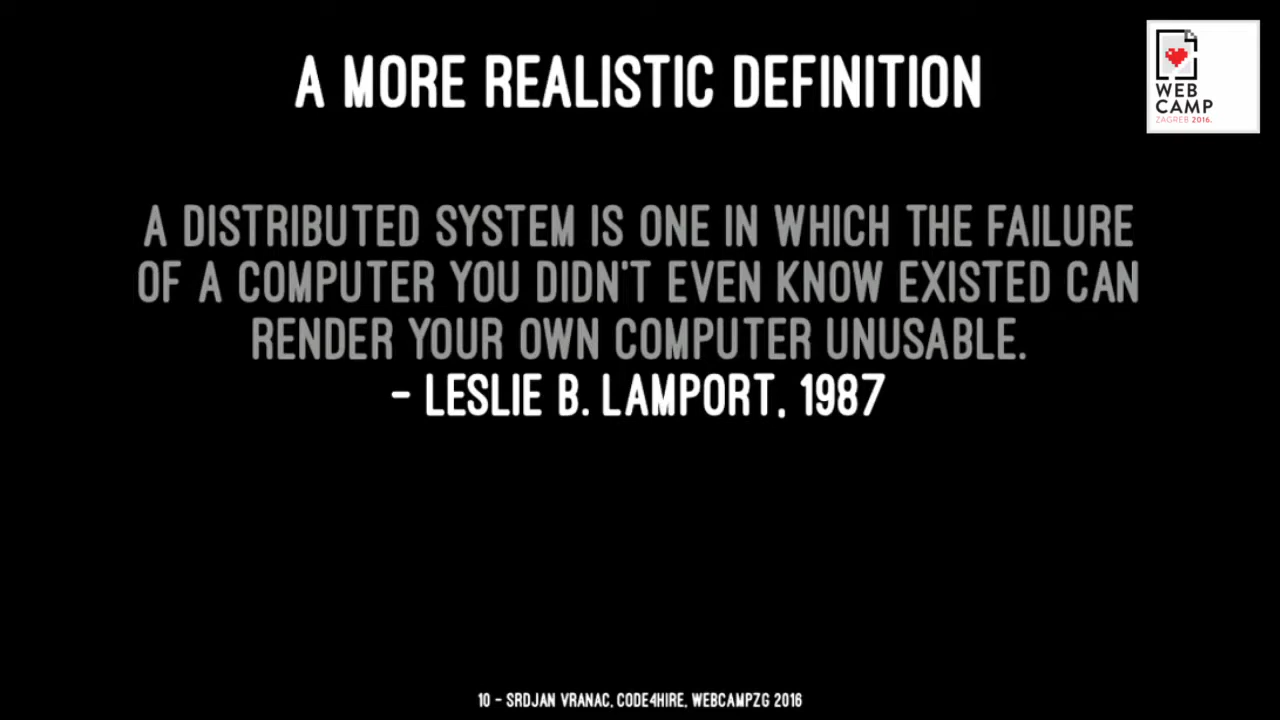 A MORE REALISTIC DEFINITION
WEB
CAMP
ZAGREB 2016.
A DISTRIBUTED SYSTEM IS ONE IN WHICH THE FAILURE
OF A COMPUTER YOU DIDN'T EVEN KNOW EXISTED CAN
RENDER YOUR OWN COMPUTER UNUSABLE.
- LESLIE B. LAMPORT, 1987
10 - SRDJAN VRANAC, CODE4HIRE, WEBCAMPZG 2016